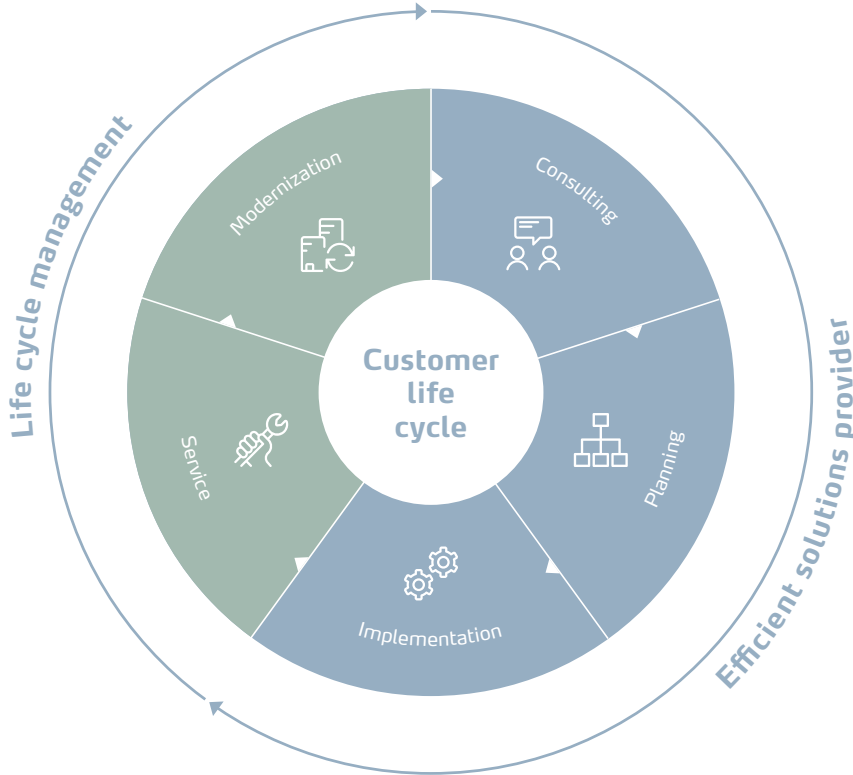 Life cycle management
Modernization
Consulting
Customer
life
cycle
Efficient solutions provider
Service
Planning
Implementation